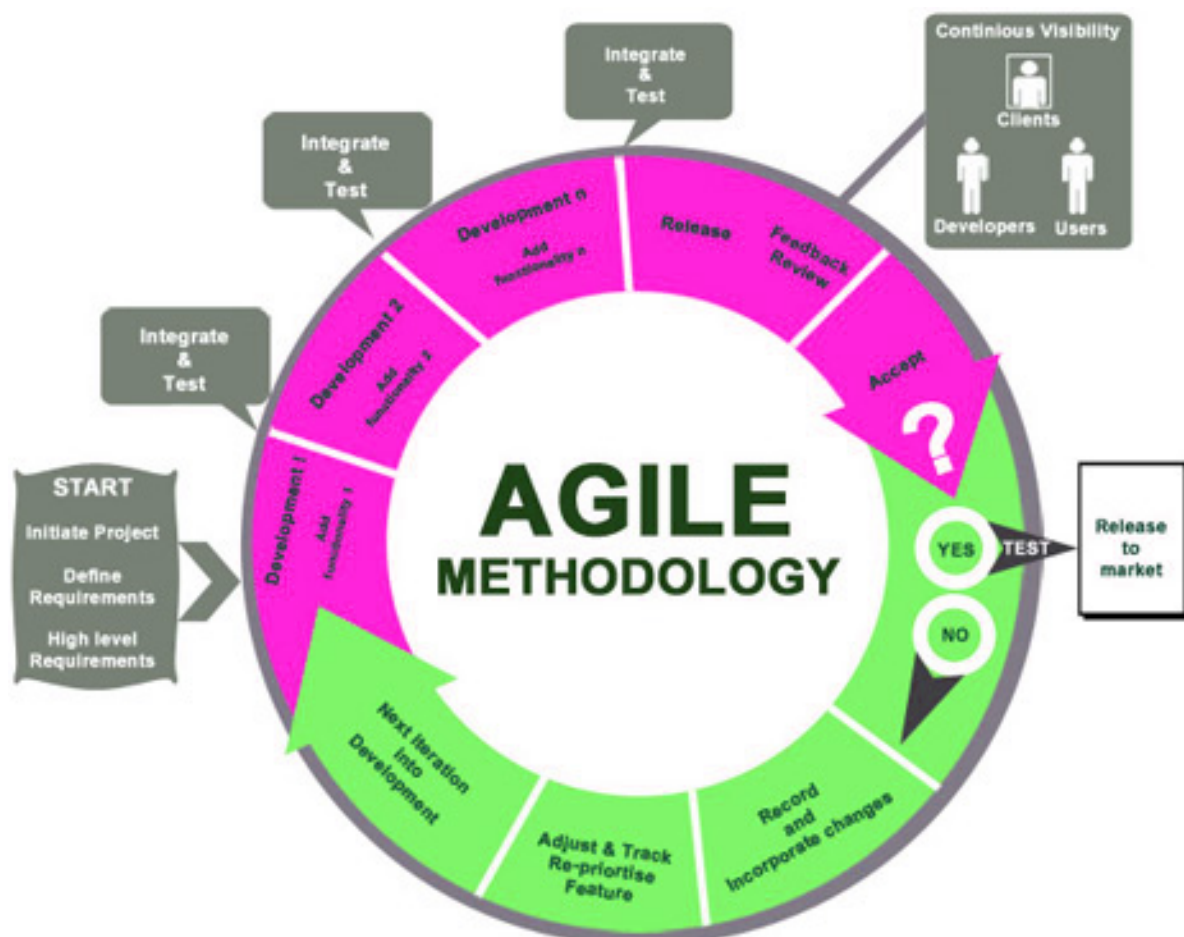 START
Initiate Project
Define
Requirements
High level
Requirements
Development 1
Add
functionality 1
Integrate
&
Test
Development 2
Add
functionality 2
Integrate
&
Test
Development n
Add
functionality n
Integrate
&
Test
Release
Feedback
Review
Continious Visibility
Clients
Developers
Users
Accept
?
YES
TEST
Release
to
market
NO
Record
and
Incorporate changes
Adjust & Track
Re-priortise
Feature
Next Iteration
into
Development
AGILE
METHODOLOGY